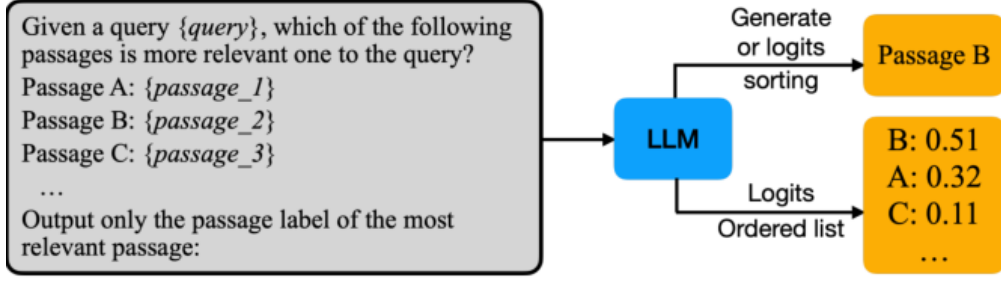 Given a query {query}, which of the following
passages is more relevant one to the query?
Passage A: {passage_1}
Passage B: {passage_2}
Passage C: {passage_3}
…
Output only the passage label of the most
relevant passage:
LLM
Generate
or logits
sorting
Passage B
Logits
Ordered list
B: 0.51
A: 0.32
C: 0.11
…